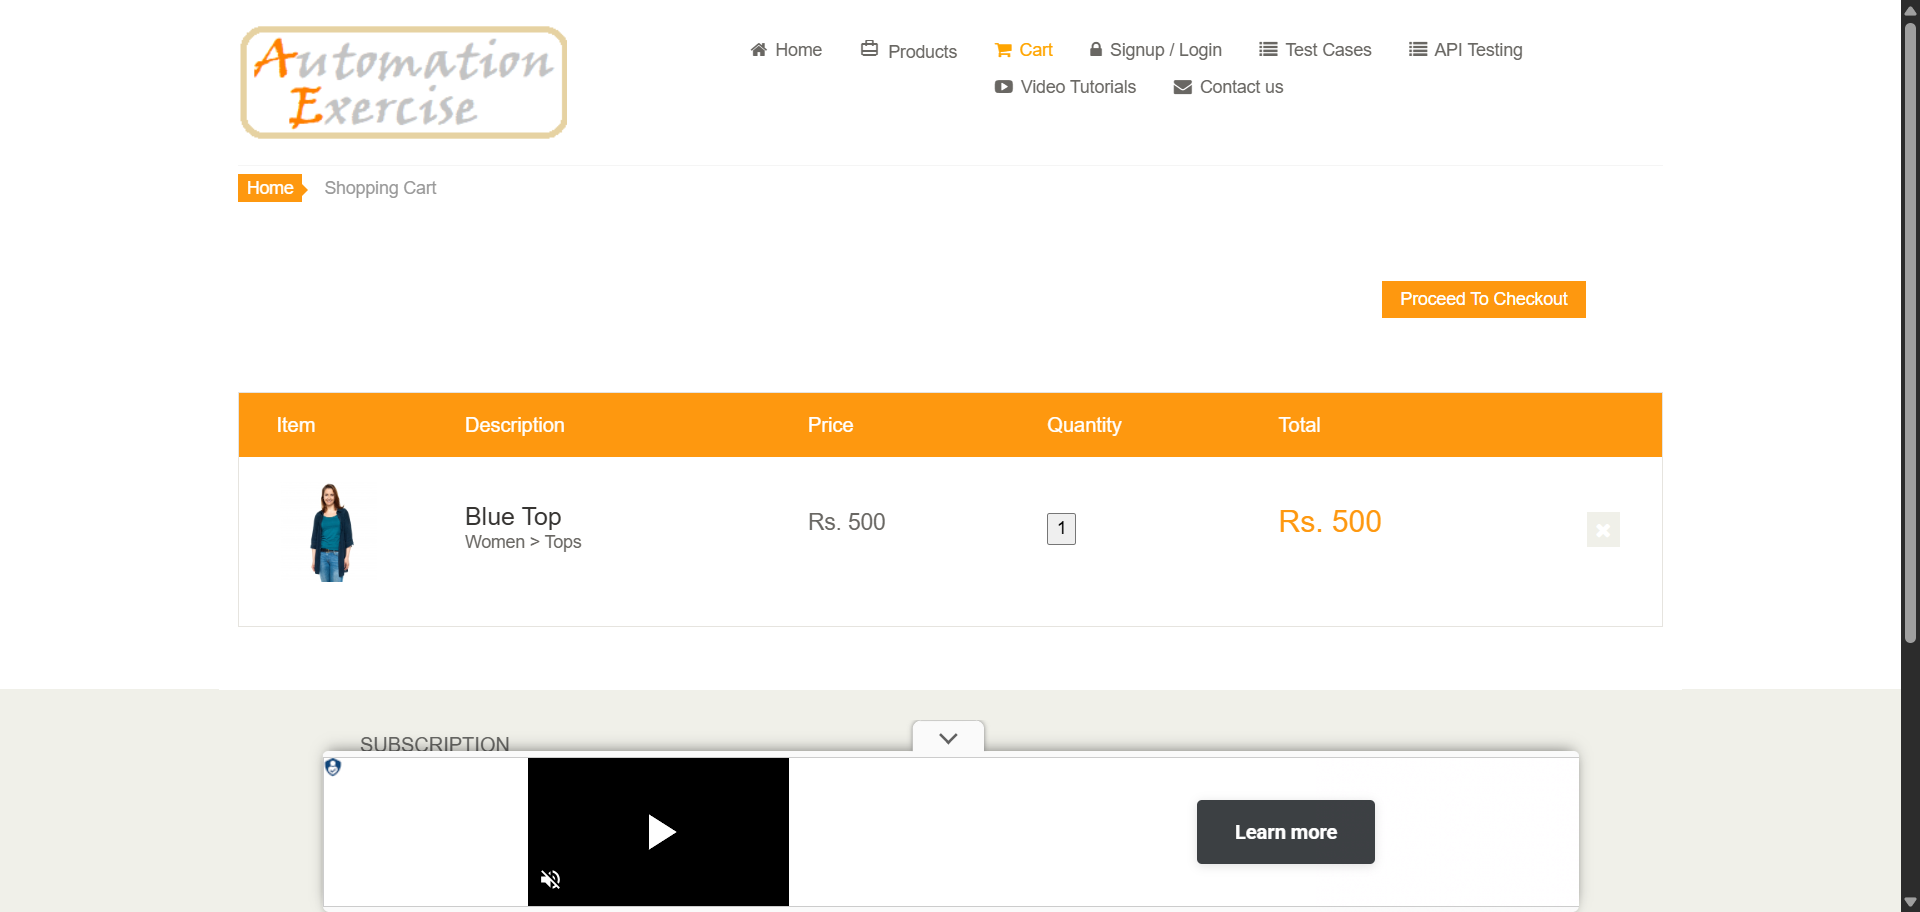 Automation
Exercise
Home
Products
Cart
Signup / Login
Test Cases
API Testing
Video Tutorials
Contact us
Home
Shopping Cart
Proceed To Checkout
Item Description Price Quantity Total
Blue Top
Women > Tops
Rs. 500
1
Rs. 500
SUBSCRIPTION
Learn more